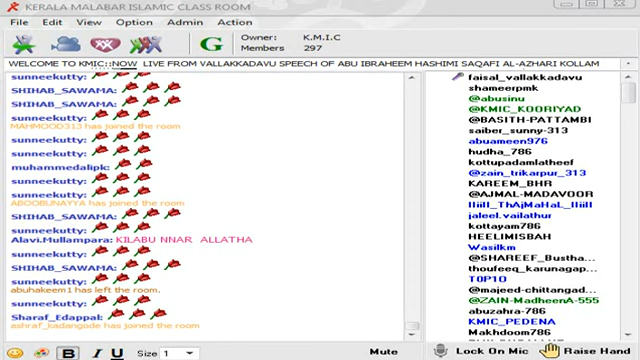 KERALA MALABAR ISLAMIC CLASS ROOM
File Edit View Option Admin Action
G Owner: K.M.I.C
Members 297
WELCOME TO KMIC::NOW LIVE FROM VALLAKKADAVU SPEECH OF ABU IBRAHEEM HASHIMI SAQAFI AL-AZHARI KOLLAM
sunneekutty:
SHIHAB_SAWAMA:
SHIHAB_SAWAMA:
sunneekutty:
MAHMOOD313 has joined the room
sunneekutty:
sunneekutty:
muhammedalipk:
sunneekutty:
ABOOBUNAYYA has joined the room
SHIHAB_SAWAMA:
sunneekutty:
Alavi.Mullampara: KILABU NNAR ALLATHA
sunneekutty:
SHIHAB_SAWAMA:
sunneekutty:
abuhakeem1 has left the room.
sunneekutty:
Sharaf_Edappal:
ashraf_kadangode has joined the room
faisal_vallakkadavu
shameerpmk
@abusinu
@KMIC_KOORIYAD
@BASITH-PATTAMBI
saiber_sunny-313
abuameen976
hudha_786
kottupadamlatheef
@zain_trikarpur_313
KAREEM_BHR
@AJMAL-MADAVOOR
jaleel.vailathur
kottayam786
HEELIMISBAH
Wasilkm
@SHAREEF_Bustha...
thoufeeq_karunagap...
T0P10
@majeed-chittangad...
@ZAIN-MadheenA-555
KMIC_PEDENA
abuzahra-786
Makhdoom786
B I U Size 1 Mute Lock On Mic Raise Hand